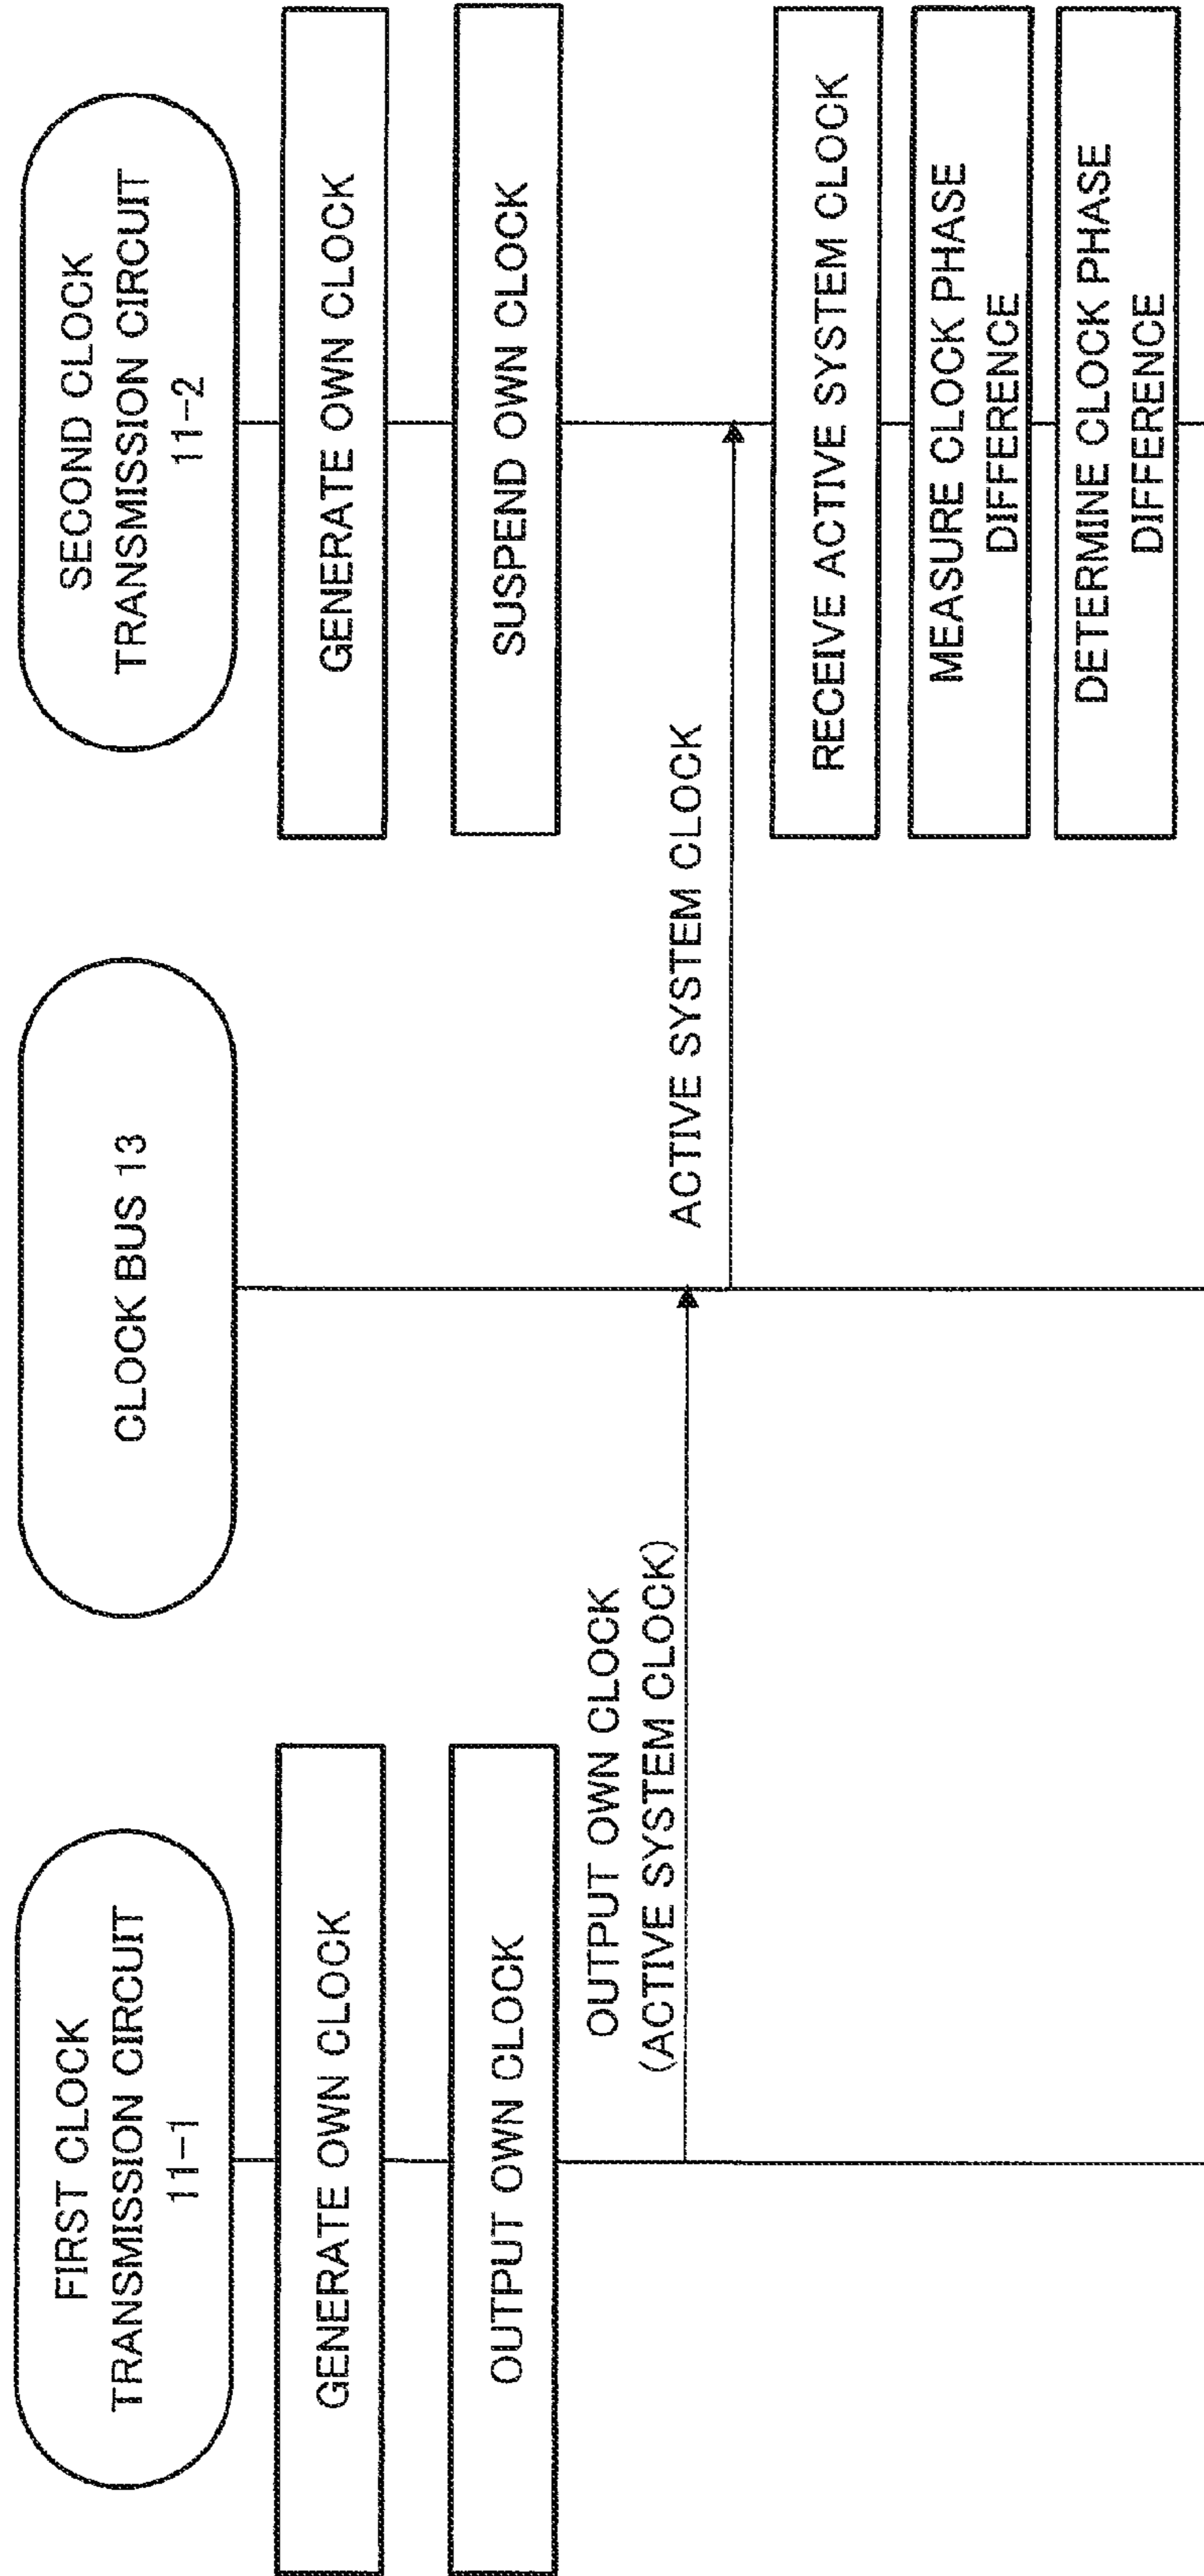 FIRST CLOCK
TRANSMISSION CIRCUIT
11-1
CLOCK BUS 13
SECOND CLOCK
TRANSMISSION CIRCUIT
11-2
GENERATE OWN CLOCK
GENERATE OWN CLOCK
OUTPUT OWN CLOCK
SUSPEND OWN CLOCK
OUTPUT OWN CLOCK
(ACTIVE SYSTEM CLOCK)
ACTIVE SYSTEM CLOCK
RECEIVE ACTIVE SYSTEM CLOCK
MEASURE CLOCK PHASE
DIFFERENCE
DETERMINE CLOCK PHASE
DIFFERENCE